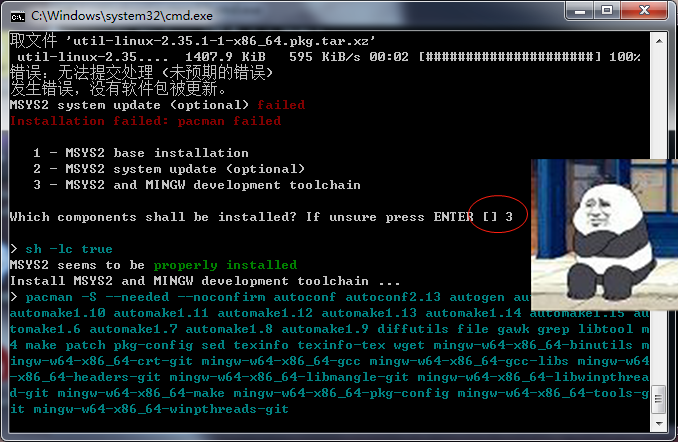 C:\Windows\system32\cmd.exe
取文件 'util-linux-2.35.1-1-x86_64.pkg.tar.xz'
util-linux-2.35.... 1407.9 KiB 595 KiB/s 00:02 [######################] 100%
错误：无法提交处理 (未预期的错误)
发生错误，没有软件包被更新。
MSYS2 system update (optional) failed
Installation failed: pacman failed
1 - MSYS2 base installation
2 - MSYS2 system update (optional)
3 - MSYS2 and MINGW development toolchain
Which components shall be installed? If unsure press ENTER [] 3
> sh -lc true
MSYS2 seems to be properly installed
Install MSYS2 and MINGW development toolchain ...
> pacman -S --needed --noconfirm autoconf autoconf2.13 autogen
automake1.10 automake1.11 automake1.12 automake1.13 automake1.14 automake1.15 au
tomake1.6 automake1.7 automake1.8 automake1.9 diffutils file gawk grep libtool m
4 make patch pkg-config sed texinfo texinfo-tex wget mingw-w64-x86_64-binutils m
ingw-w64-x86_64-crt-git mingw-w64-x86_64-gcc mingw-w64-x86_64-gcc-libs mingw-w64
-x86_64-headers-git mingw-w64-x86_64-libmangle-git mingw-w64-x86_64-libwinpthrea
d-git mingw-w64-x86_64-make mingw-w64-x86_64-pkg-config mingw-w64-x86_64-tools-g
it mingw-w64-x86_64-winpthreads-git